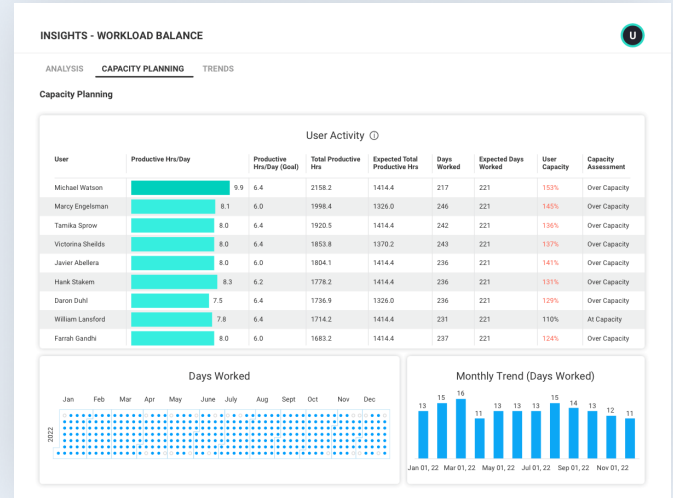 INSIGHTS - WORKLOAD BALANCE
U
ANALYSIS CAPACITY PLANNING TRENDS
Capacity Planning
User Activity
User Productive Hrs/Day Productive Hrs/Day (Goal) Total Productive Hrs Expected Total Productive Hrs Days Worked Expected Days Worked User Capacity Capacity Assessment
Michael Watson 9.9 6.4 2158.2 1414.4 217 221 153% Over Capacity
Marcy Engelsman 8.1 6.0 1998.4 1326.0 246 221 145% Over Capacity
Tamika Sprow 8.0 6.4 1920.5 1414.4 242 221 136% Over Capacity
Victorina Sheilds 8.0 6.4 1853.8 1370.2 243 221 137% Over Capacity
Javier Abellera 8.0 6.0 1804.1 1414.4 236 221 141% Over Capacity
Hank Stakem 8.3 6.2 1778.2 1414.4 236 221 131% Over Capacity
Daron Duhl 7.5 6.4 1736.9 1326.0 236 221 129% Over Capacity
William Lansford 7.8 6.4 1714.2 1414.4 231 221 110% At Capacity
Farrah Gandhi 8.0 6.0 1683.2 1414.4 237 221 124% Over Capacity
Days Worked
Jan Feb Mar Apr May June July Aug Sept Oct Nov Dec
2022
Monthly Trend (Days Worked)
13 15 16 11 13 13 13 15 14 13 12 11
Jan 01, 22 Mar 01, 22 May 01, 22 Jul 01, 22 Sep 01, 22 Nov 01, 22